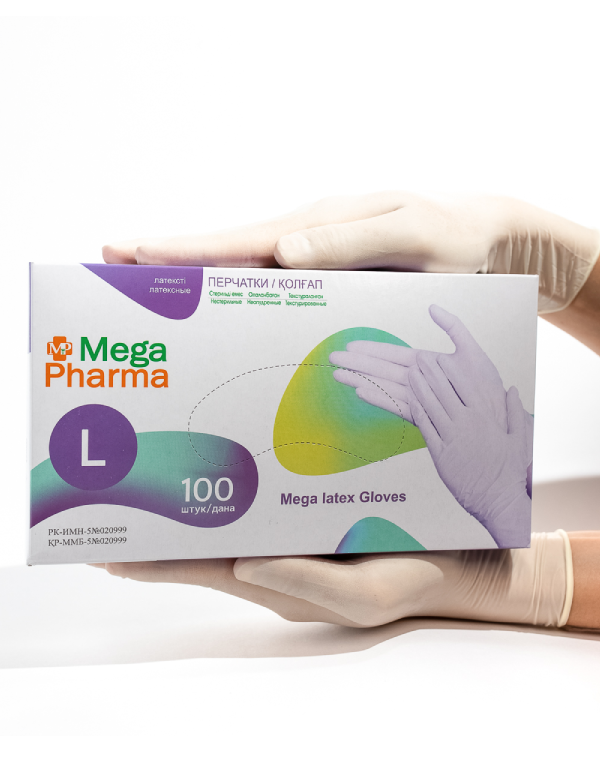 латексті
латексные
ПЕРЧАТКИ / ҚОЛҒАП
Стерильді емес Опаланбаған Текстураланған
Нестерильные Неопудренные Текстурированные
MP Mega
Pharma
L
100
штук/дана
Mega latex Gloves
РК-ИМН-5№020999
ҚР-ММБ-5№020999